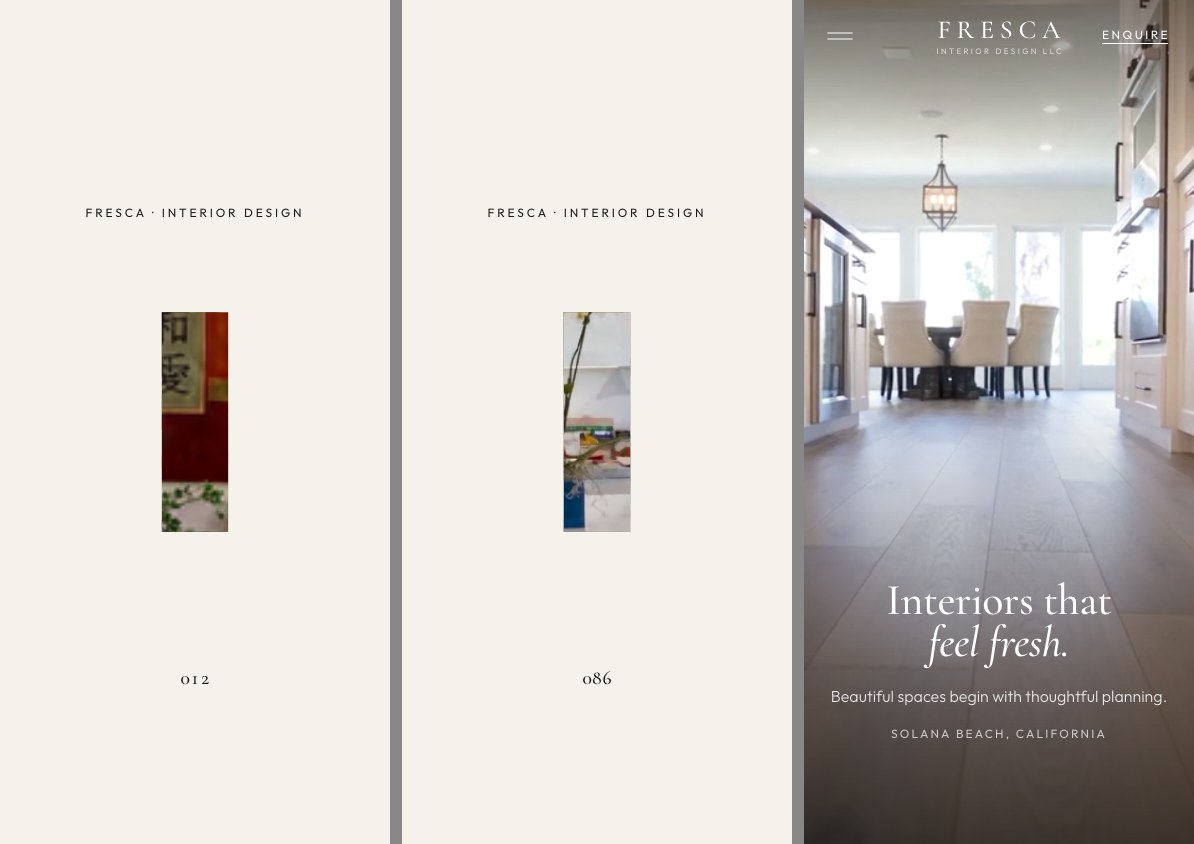 FRESCA · INTERIOR DESIGN
和
愛
012
FRESCA · INTERIOR DESIGN
086
FRESCA
INTERIOR DESIGN LLC
ENQUIRE
Interiors that
feel fresh.
Beautiful spaces begin with thoughtful planning.
SOLANA BEACH, CALIFORNIA